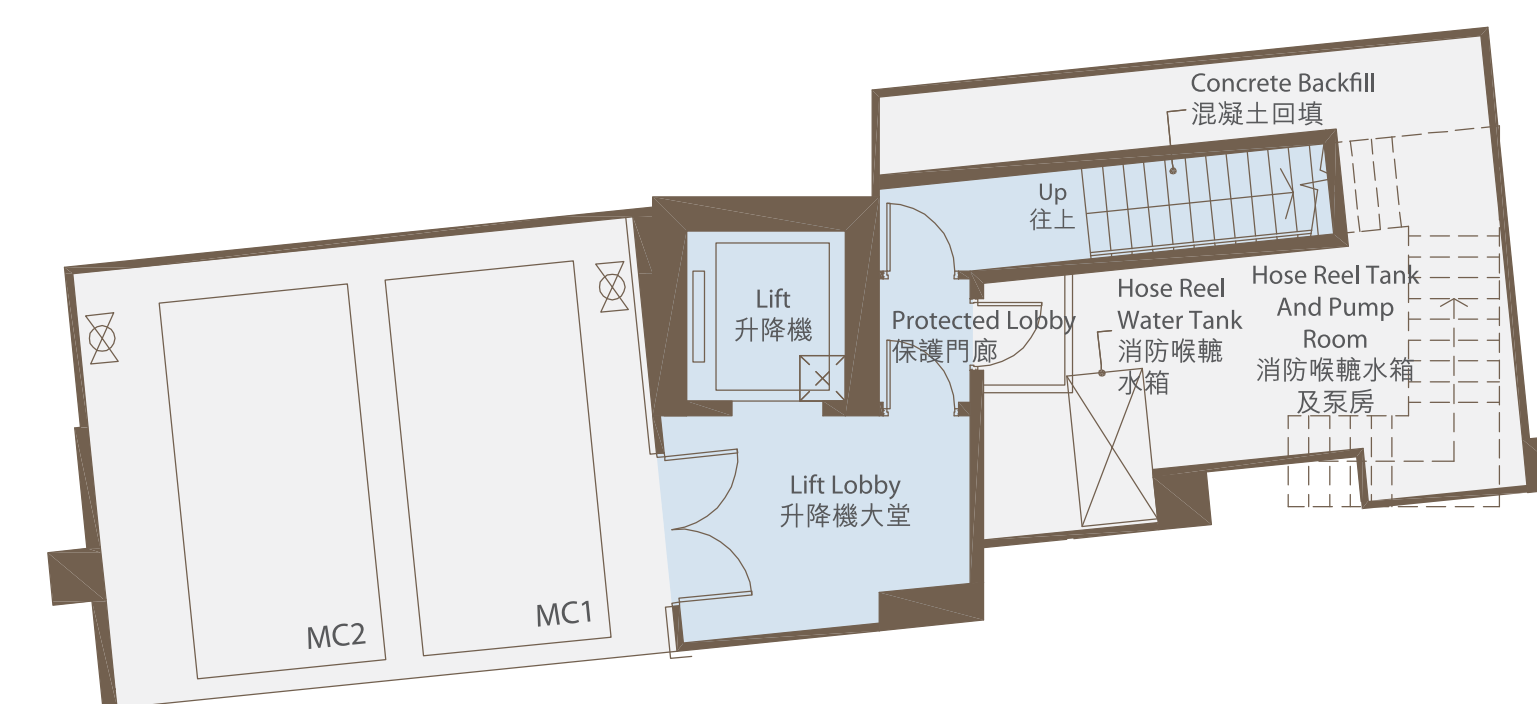 Concrete Backfill
混凝土回填
Up
往上
Lift
升降機
Protected Lobby
保護門廊
Hose Reel
Water Tank
消防喉轆
水箱
Hose Reel Tank
And Pump
Room
消防喉轆水箱
及泵房
Lift Lobby
升降機大堂
MC1
MC2